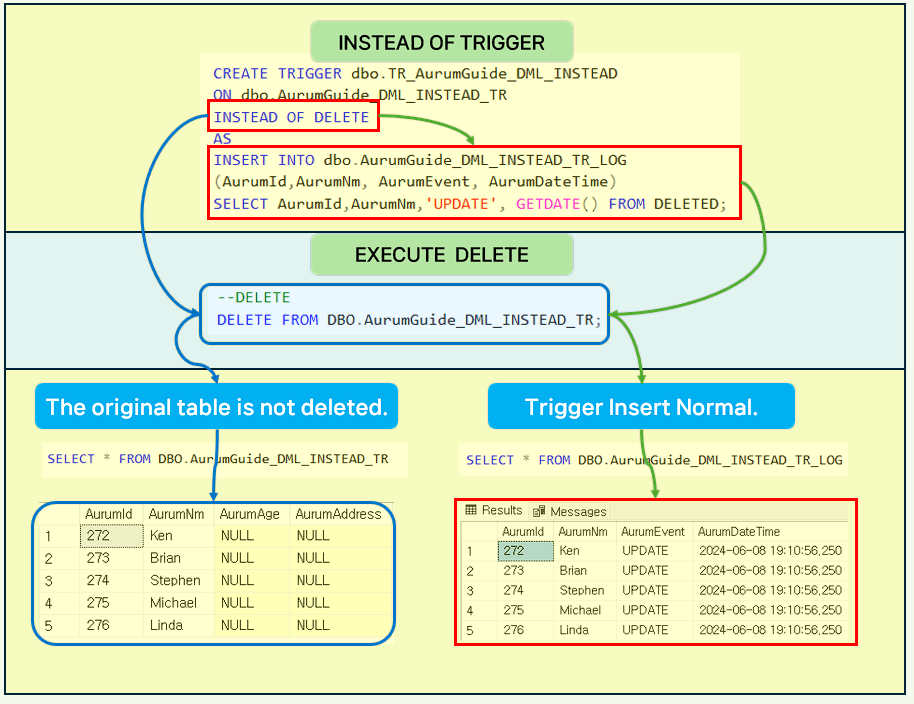 INSTEAD OF TRIGGER
CREATE TRIGGER dbo.TR_AurumGuide_DML_INSTEAD
ON dbo.AurumGuide_DML_INSTEAD_TR
INSTEAD OF DELETE
AS
INSERT INTO dbo.AurumGuide_DML_INSTEAD_TR_LOG
(AurumId,AurumNm, AurumEvent, AurumDateTime)
SELECT AurumId,AurumNm,'UPDATE', GETDATE() FROM DELETED;
EXECUTE DELETE
--DELETE
DELETE FROM DBO.AurumGuide_DML_INSTEAD_TR;
The original table is not deleted.
SELECT * FROM DBO.AurumGuide_DML_INSTEAD_TR
AurumId AurumNm AurumAge AurumAddress
1 272 Ken NULL NULL
2 273 Brian NULL NULL
3 274 Stephen NULL NULL
4 275 Michael NULL NULL
5 276 Linda NULL NULL
Trigger Insert Normal.
SELECT * FROM DBO.AurumGuide_DML_INSTEAD_TR_LOG
Results Messages
AurumId AurumNm AurumEvent AurumDateTime
1 272 Ken UPDATE 2024-06-08 19:10:56,250
2 273 Brian UPDATE 2024-06-08 19:10:56,250
3 274 Stephen UPDATE 2024-06-08 19:10:56,250
4 275 Michael UPDATE 2024-06-08 19:10:56,250
5 276 Linda UPDATE 2024-06-08 19:10:56,250